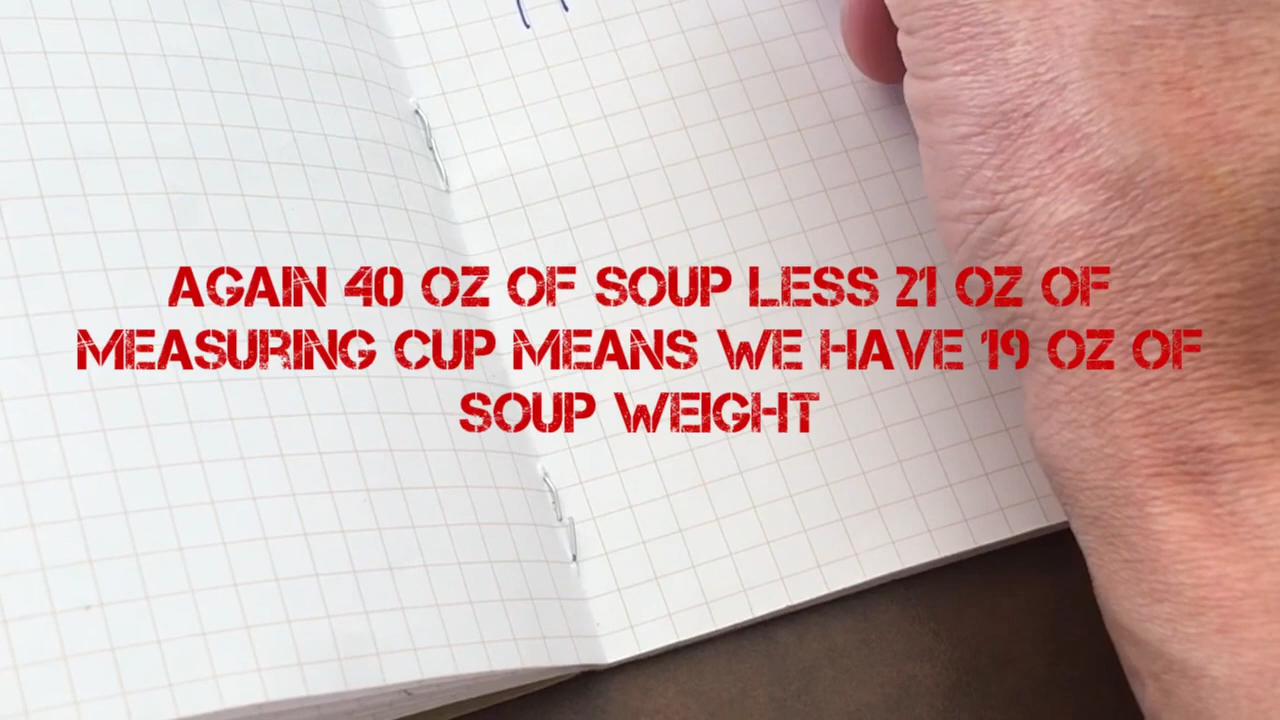 AGAIN 40 OZ OF SOUP LESS 21 OZ OF
MEASURING CUP MEANS WE HAVE 19 OZ OF
SOUP WEIGHT